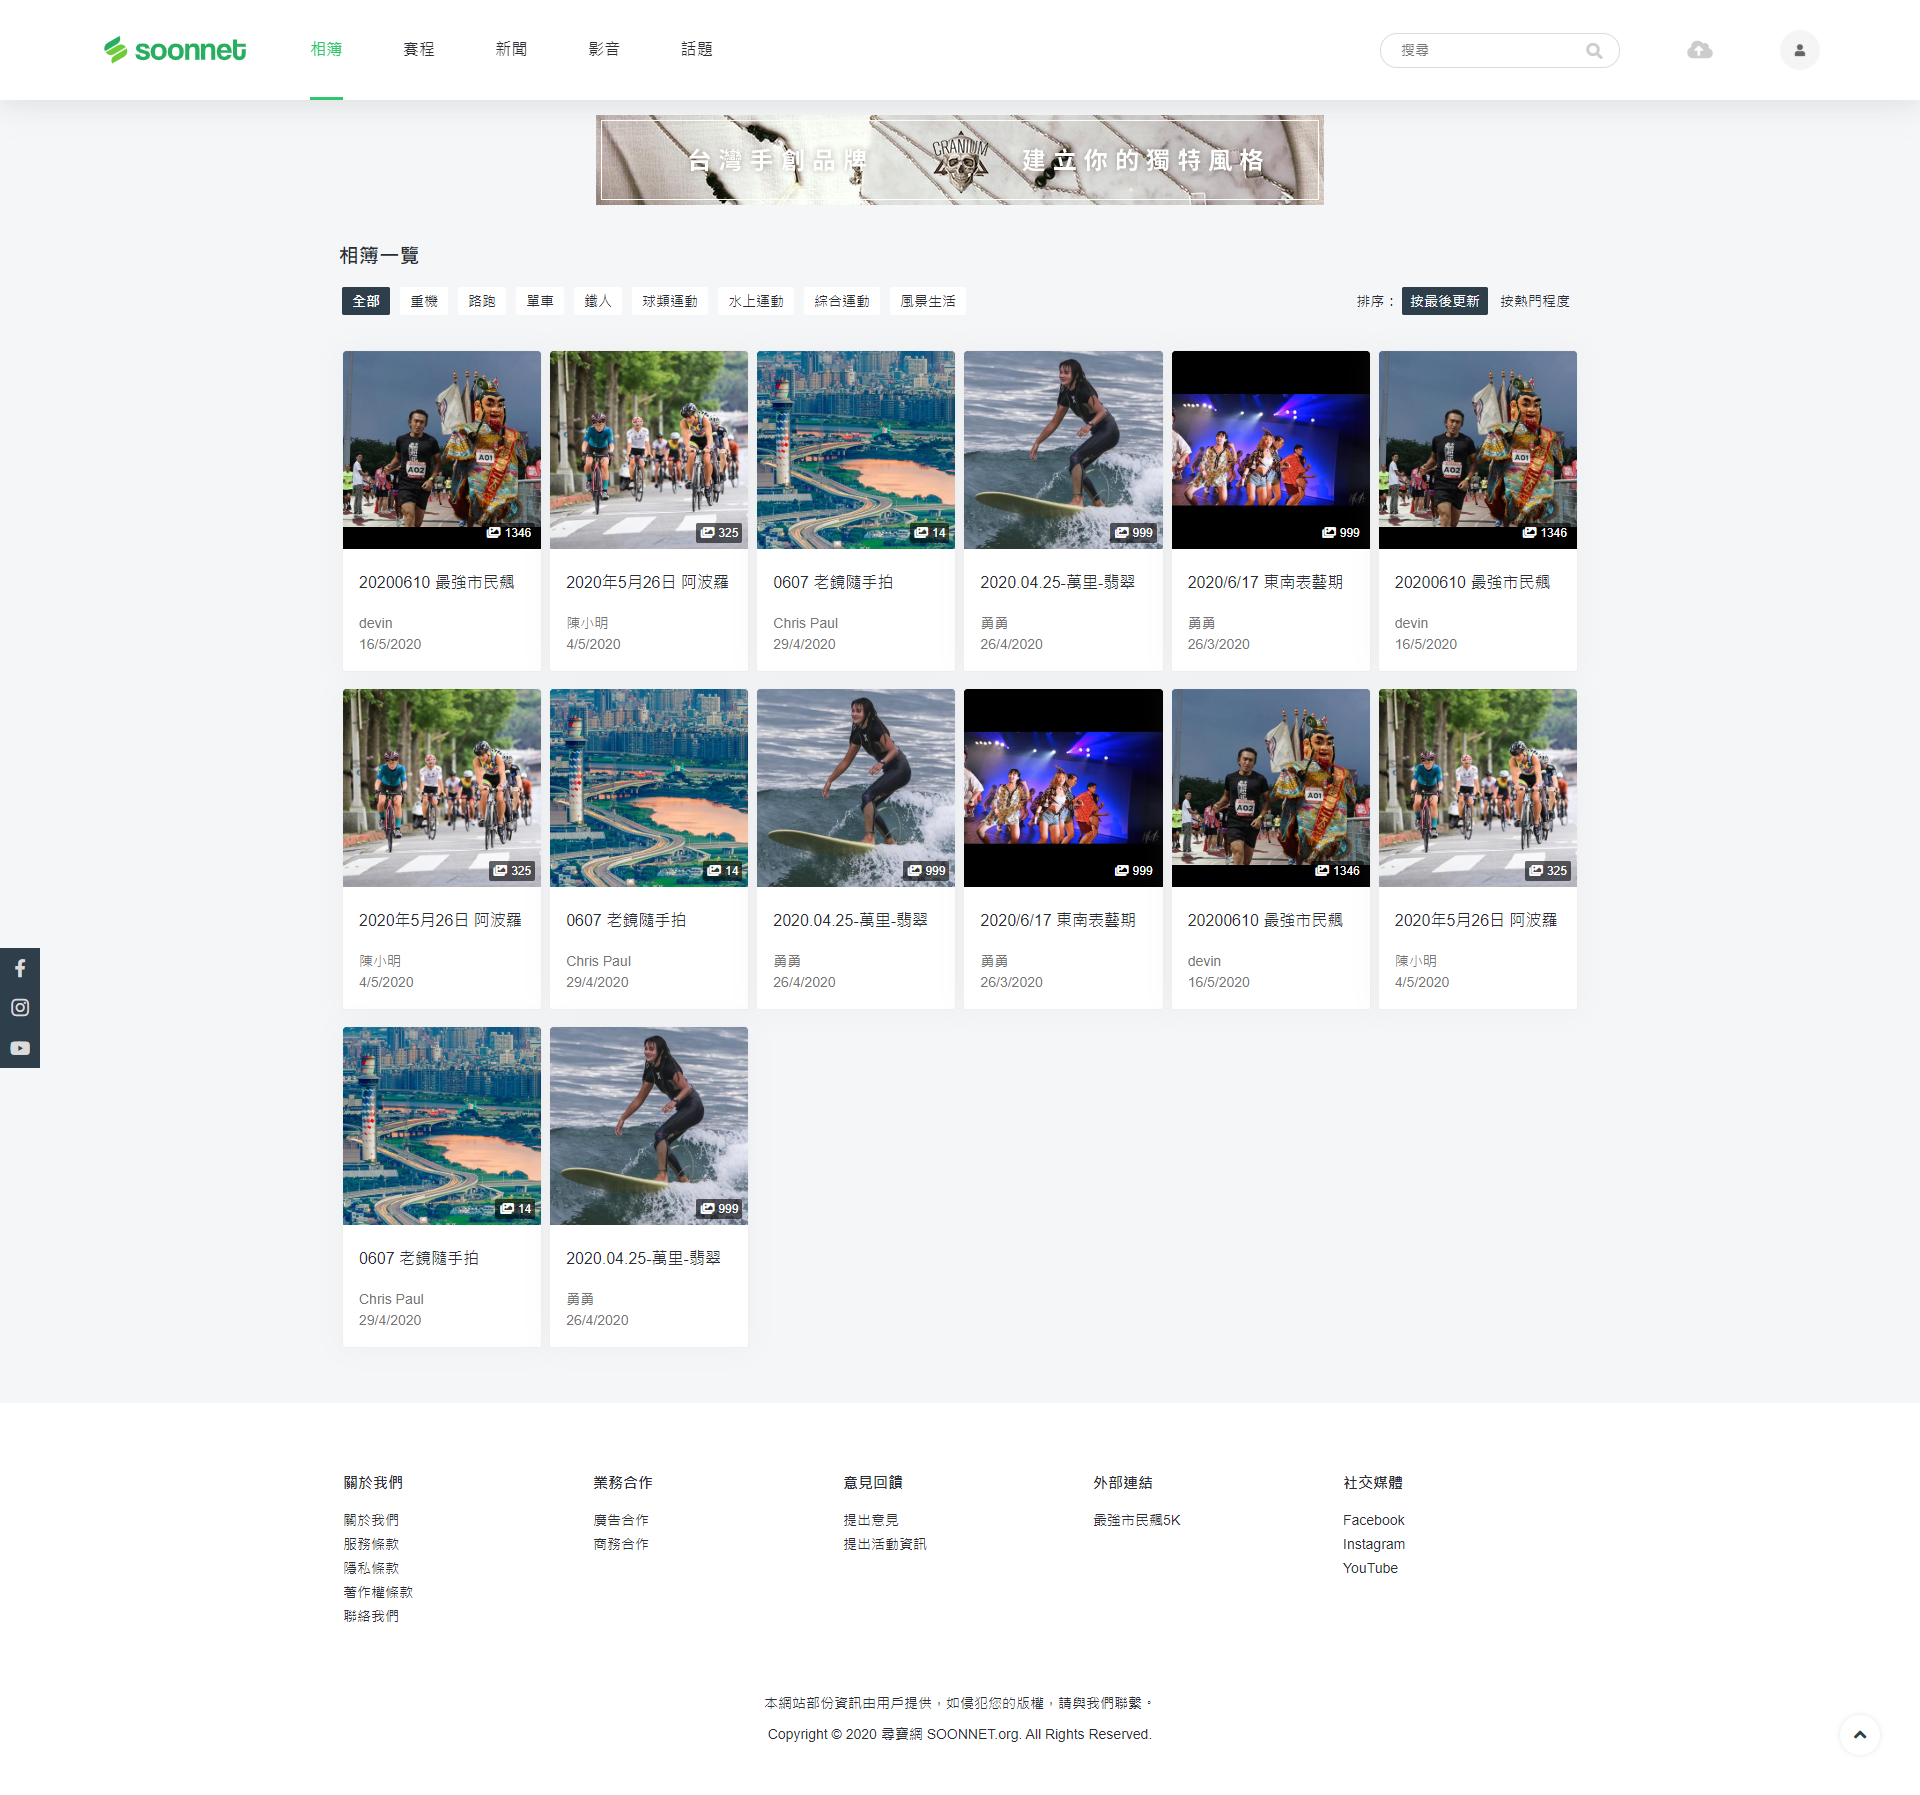 soonnet
相簿
賽程
新聞
影音
話題
搜尋
台灣手創品牌
CRANIUM
建立你的獨特風格
相簿一覽
全部
重機
路跑
單車
鐵人
球類運動
水上運動
綜合運動
風景生活
排序：
按最後更新
按熱門程度
A02
A01
1346
325
14
999
999
A02
A01
1346
20200610 最強市民飆
2020年5月26日 阿波羅
0607 老鏡隨手拍
2020.04.25-萬里-翡翠
2020/6/17 東南表藝期
20200610 最強市民飆
devin
陳小明
Chris Paul
勇勇
勇勇
devin
16/5/2020
4/5/2020
29/4/2020
26/4/2020
26/3/2020
16/5/2020
325
14
999
999
A02
A01
1346
325
2020年5月26日 阿波羅
0607 老鏡隨手拍
2020.04.25-萬里-翡翠
2020/6/17 東南表藝期
20200610 最強市民飆
2020年5月26日 阿波羅
陳小明
Chris Paul
勇勇
勇勇
devin
陳小明
4/5/2020
29/4/2020
26/4/2020
26/3/2020
16/5/2020
4/5/2020
14
999
0607 老鏡隨手拍
2020.04.25-萬里-翡翠
Chris Paul
勇勇
29/4/2020
26/4/2020
關於我們
關於我們
服務條款
隱私條款
著作權條款
聯絡我們
業務合作
廣告合作
商務合作
意見回饋
提出意見
提出活動資訊
外部連結
最強市民飆5K
社交媒體
Facebook
Instagram
YouTube
本網站部份資訊由用戶提供，如侵犯您的版權，請與我們聯繫。
Copyright © 2020 尋寶網 SOONNET.org. All Rights Reserved.